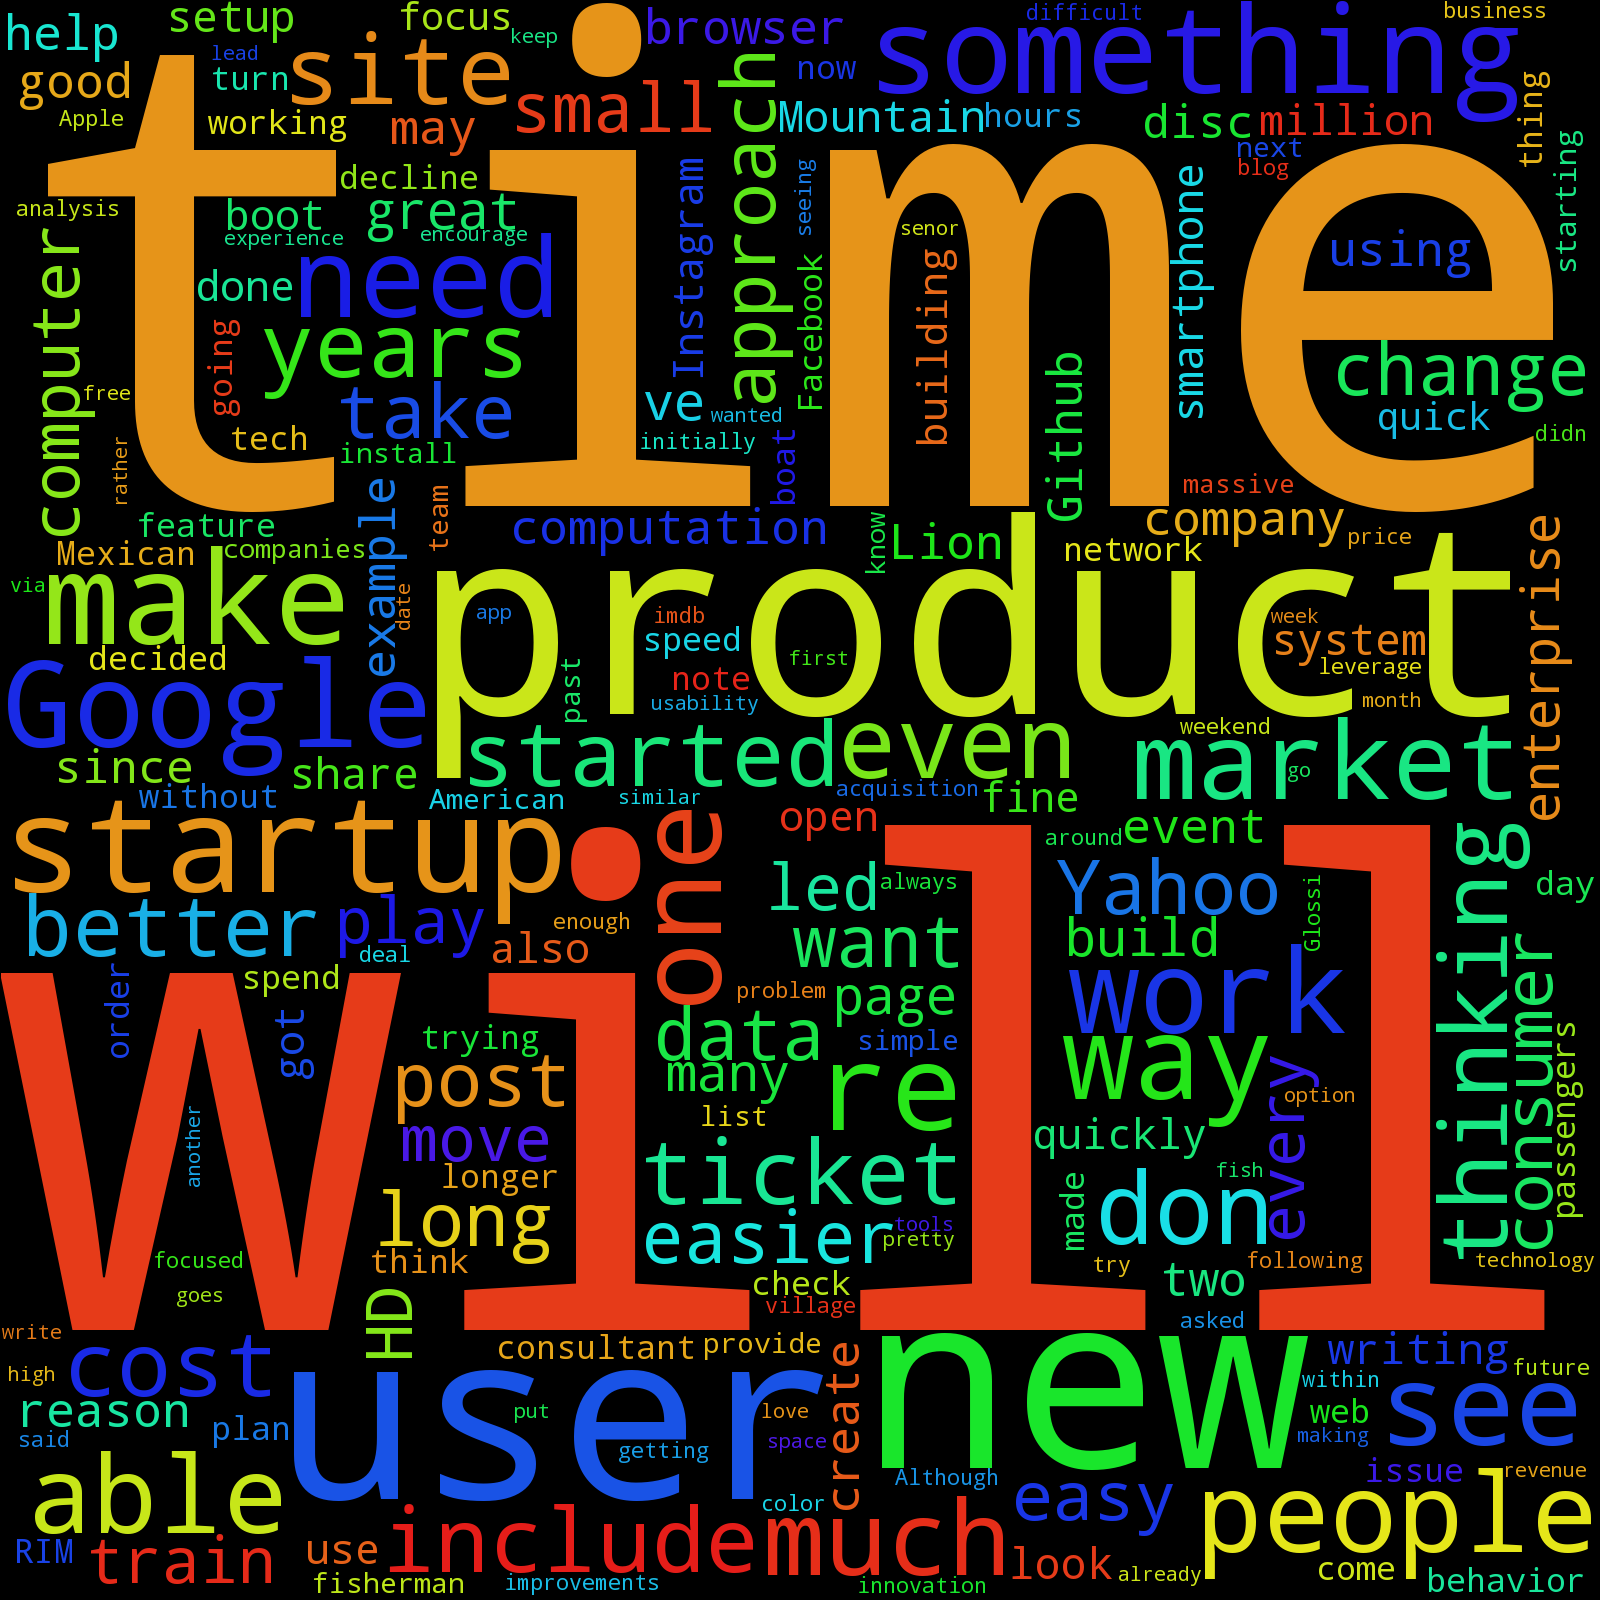 time
will
product
user
new
something
site
small
need
years
take
make
Google
startup
started
even
market
one
better
play
able
include
much
people
see
work
way
don
re
ticket
easier
data
want
led
Yahoo
build
thinking
consumer
enterprise
change
company
computation
computer
approach
Instagram
Facebook
Github
smartphone
building
help
setup
focus
keep
browser
difficult
business
good
lead
turn
Apple
working
may
now
Mountain
hours
disc
million
next
blog
thing
starting
decline
analysis
boot
great
experience
encourage
seeing
senor
using
done
going
free
tech
install
ve
wanted
initially
boat
quick
didn
rather
feature
example
team
massive
Mexican
companies
know
Lion
network
price
via
date
app
imdb
speed
week
system
decided
note
first
leverage
past
usability
month
weekend
since
share
without
American
similar
acquisition
fine
go
open
around
event
always
Glossi
day
enough
also
deal
order
spend
got
problem
page
simple
trying
many
post
list
move
quickly
every
option
passengers
another
longer
long
made
fish
two
think
tools
pretty
try
following
technology
focused
goes
check
village
asked
write
HD
consultant
provide
create
writing
future
high
cost
within
reason
plan
put
love
web
said
getting
space
making
Although
issue
revenue
color
easy
RIM
train
use
look
already
come
fisherman
improvements
innovation
behavior